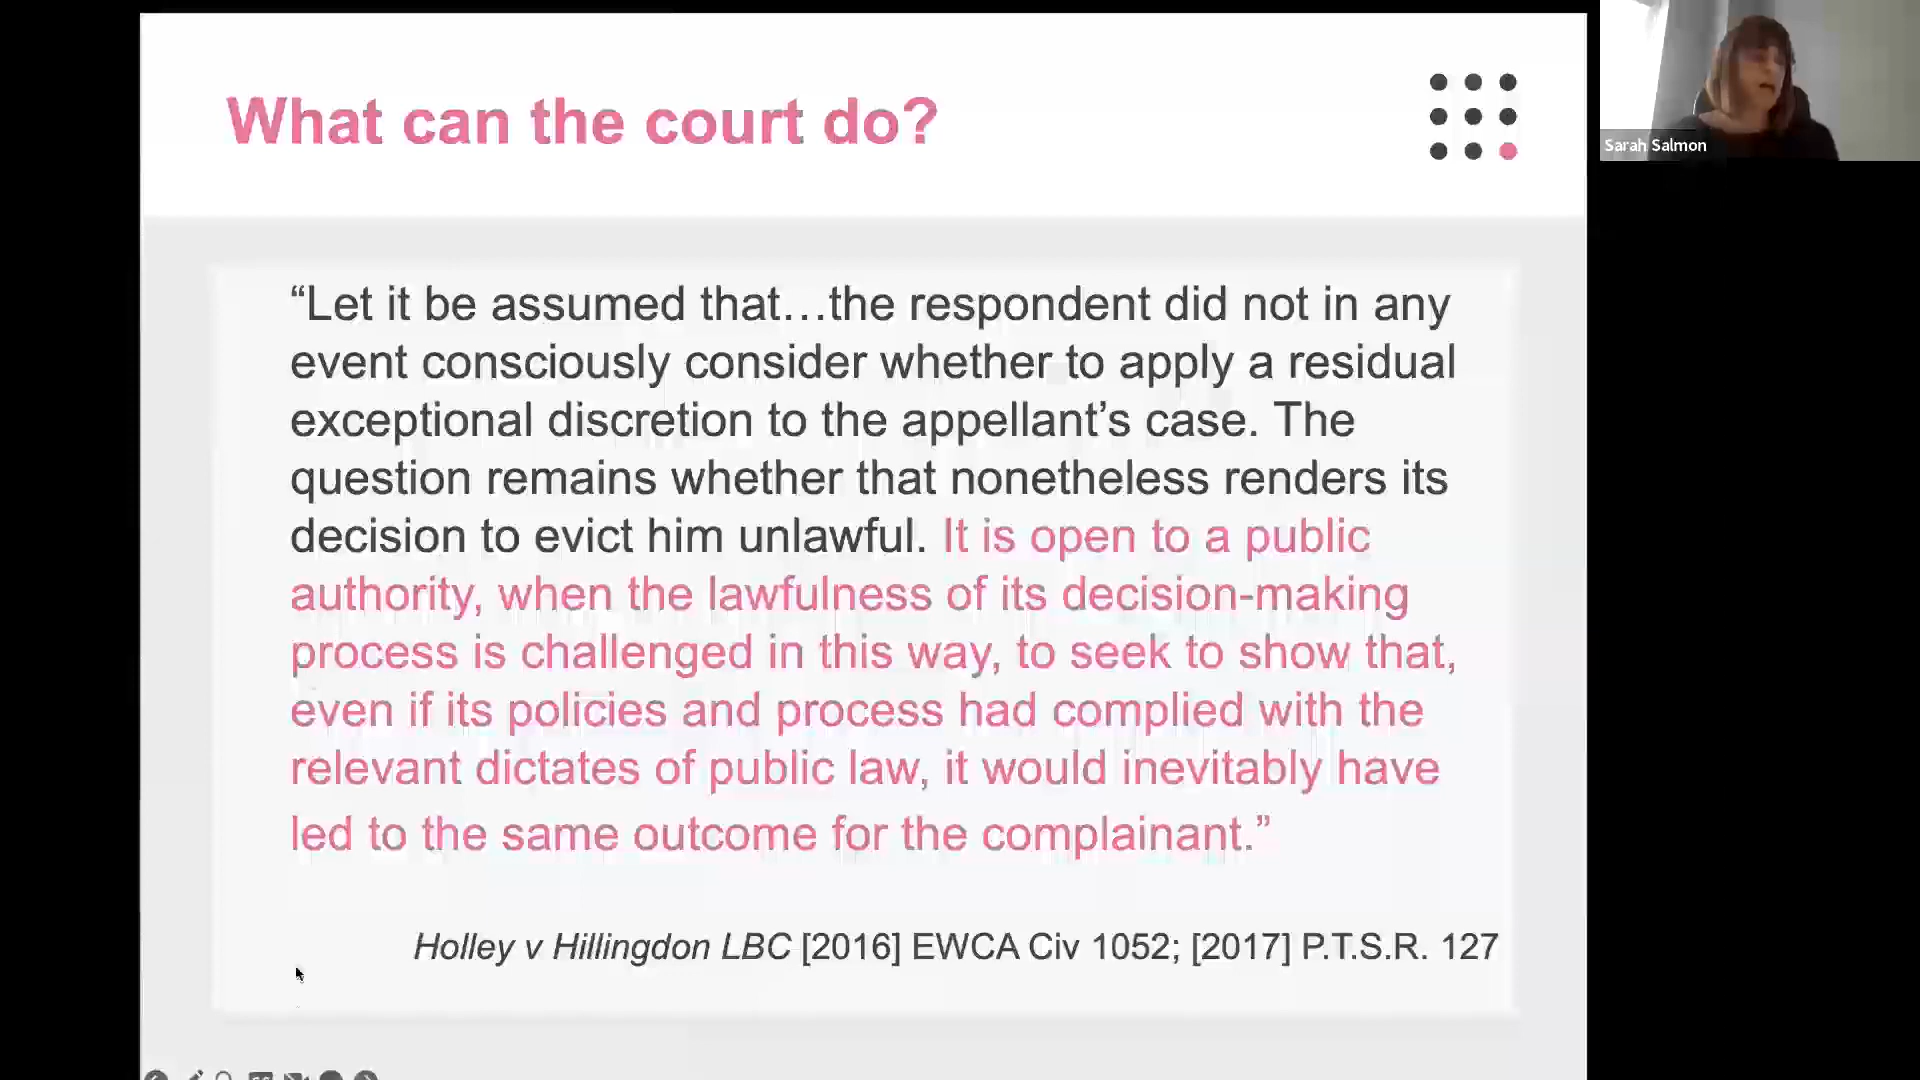 What can the court do?
Sarah Salmon
“Let it be assumed that…the respondent did not in any
event consciously consider whether to apply a residual
exceptional discretion to the appellant’s case. The
question remains whether that nonetheless renders its
decision to evict him unlawful. It is open to a public
authority, when the lawfulness of its decision-making
process is challenged in this way, to seek to show that,
even if its policies and process had complied with the
relevant dictates of public law, it would inevitably have
led to the same outcome for the complainant.”
Holley v Hillingdon LBC [2016] EWCA Civ 1052; [2017] P.T.S.R. 127